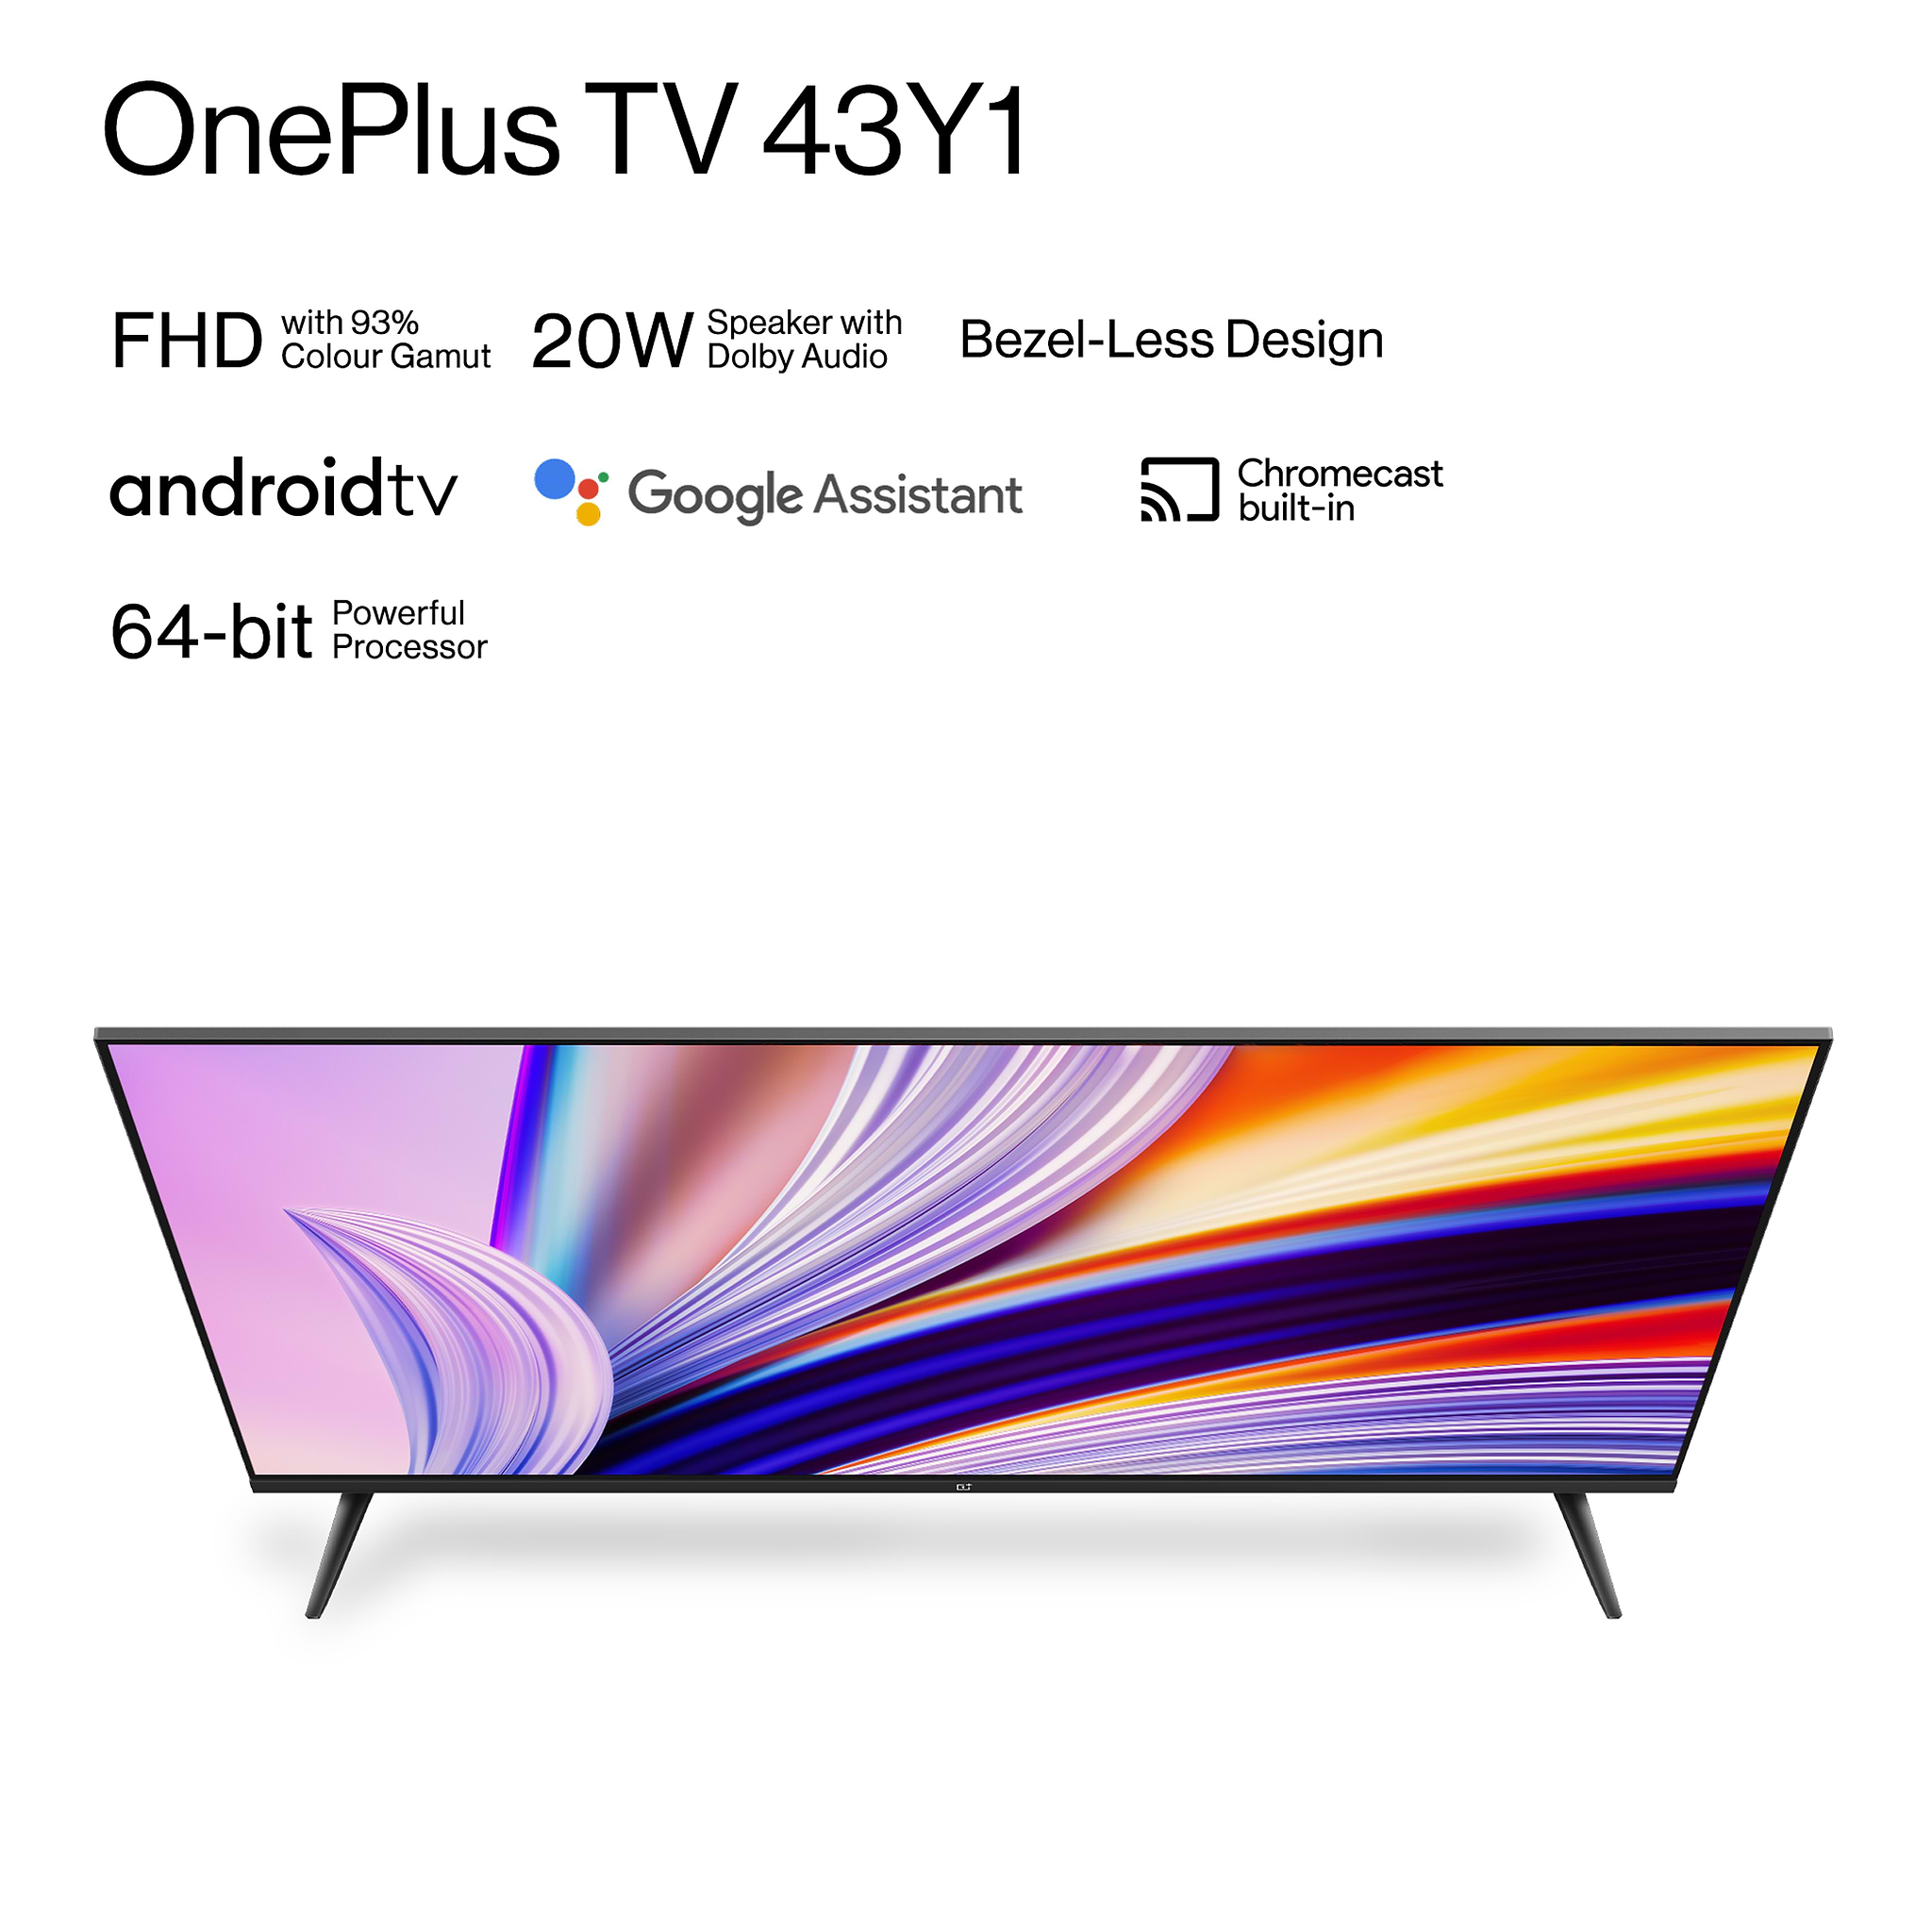 OnePlus TV 43Y1
FHD with 93%
Colour Gamut
20W Speaker with
Dolby Audio
Bezel-Less Design
androidtv
Google Assistant
Chromecast
built-in
64-bit Powerful
Processor